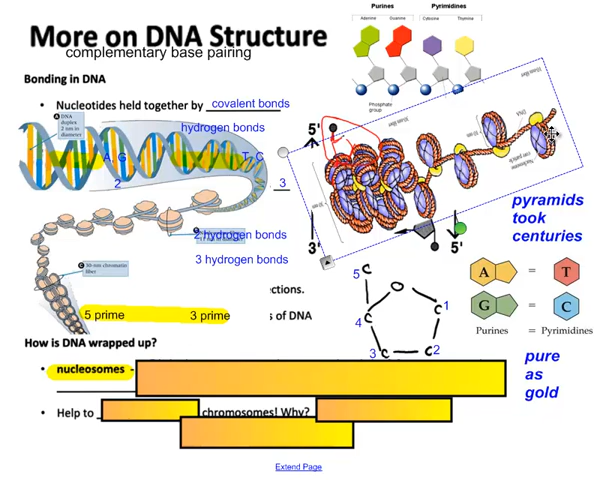 Purines Pyrimidines
Adenine Guanine Cytosine Thymine
Phosphate
group
More on DNA Structure
complementary base pairing
Bonding in DNA
• Nucleotides held together by covalent bonds
A DNA
duplex
2 nm in
diameter
hydrogen bonds
A, G
T, C
2
3
5'
3'
5'
DNA
2 hydrogen bonds
3 hydrogen bonds
C 30-nm chromatin
fiber
pyramids
took
centuries
5 C
O
C 1
C 4
C 3
C 2
A = T
G = C
Purines = Pyrimidines
ections.
5 prime 3 prime s of DNA
How is DNA wrapped up?
• nucleosomes -
pure
as
gold
• Help to chromosomes! Why?
Extend Page